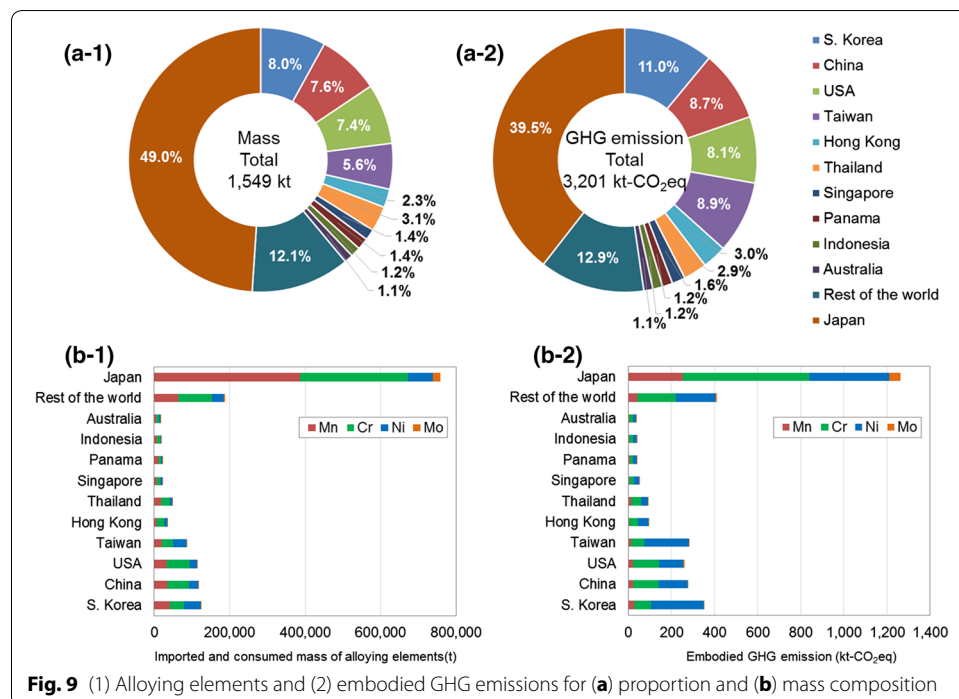 (a-1)
8.0%
7.6%
7.4%
5.6%
2.3%
3.1%
1.4%
1.4%
1.2%
1.1%
12.1%
49.0%
Mass
Total
1,549 kt
(a-2)
11.0%
8.7%
8.1%
8.9%
3.0%
2.9%
1.6%
1.2%
1.2%
1.1%
12.9%
39.5%
GHG emission
Total
3,201 kt-CO₂eq
S. Korea
China
USA
Taiwan
Hong Kong
Thailand
Singapore
Panama
Indonesia
Australia
Rest of the world
Japan
(b-1)
Japan
Rest of the world
Australia
Indonesia
Panama
Singapore
Thailand
Hong Kong
Taiwan
USA
China
S. Korea
Mn Cr Ni Mo
0 200,000 400,000 600,000 800,000
Imported and consumed mass of alloying elements(t)
(b-2)
Japan
Rest of the world
Australia
Indonesia
Panama
Singapore
Thailand
Hong Kong
Taiwan
USA
China
S. Korea
Mn Cr Ni Mo
0 200 400 600 800 1,000 1,200 1,400
Embodied GHG emission (kt-CO₂eq)
Fig. 9 (1) Alloying elements and (2) embodied GHG emissions for (a) proportion and (b) mass composition